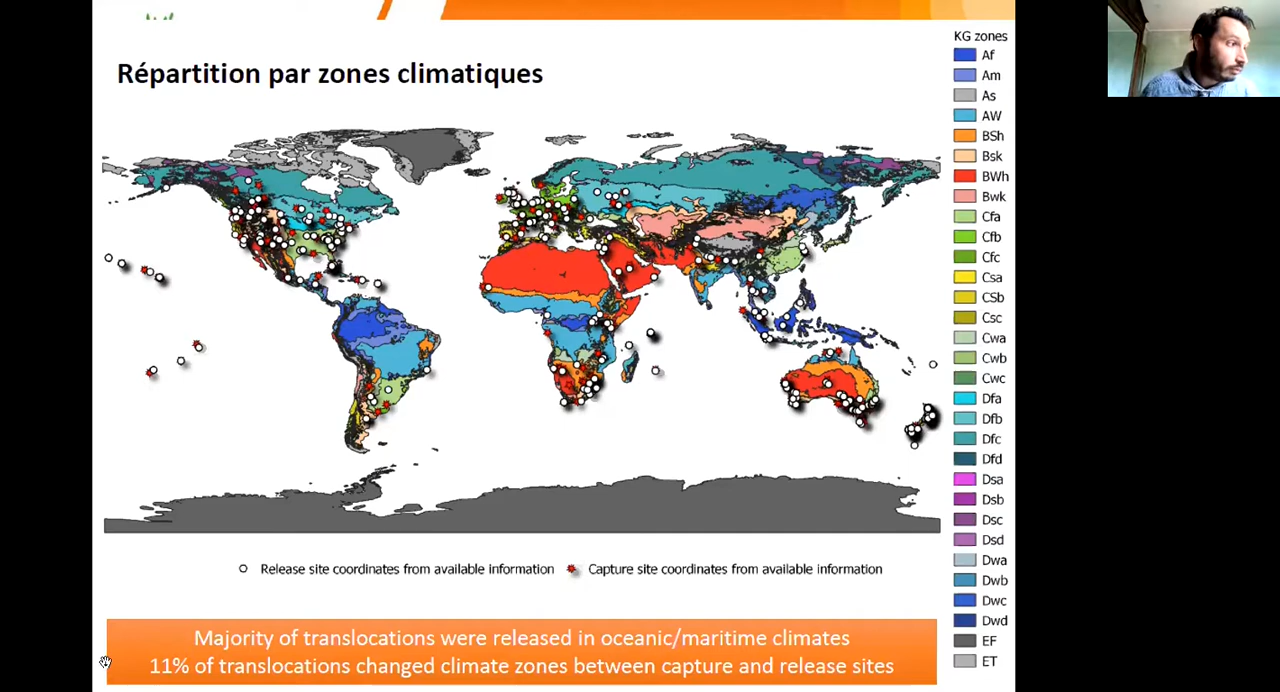 Répartition par zones climatiques
KG zones
Af
Am
As
AW
BSh
Bsk
BWh
Bwk
Cfa
Cfb
Cfc
Csa
CSb
Csc
Cwa
Cwb
Cwc
Dfa
Dfb
Dfc
Dfd
Dsa
Dsb
Dsc
Dsd
Dwa
Dwb
Dwc
Dwd
EF
ET
Release site coordinates from available information
Capture site coordinates from available information
Majority of translocations were released in oceanic/maritime climates
11% of translocations changed climate zones between capture and release sites